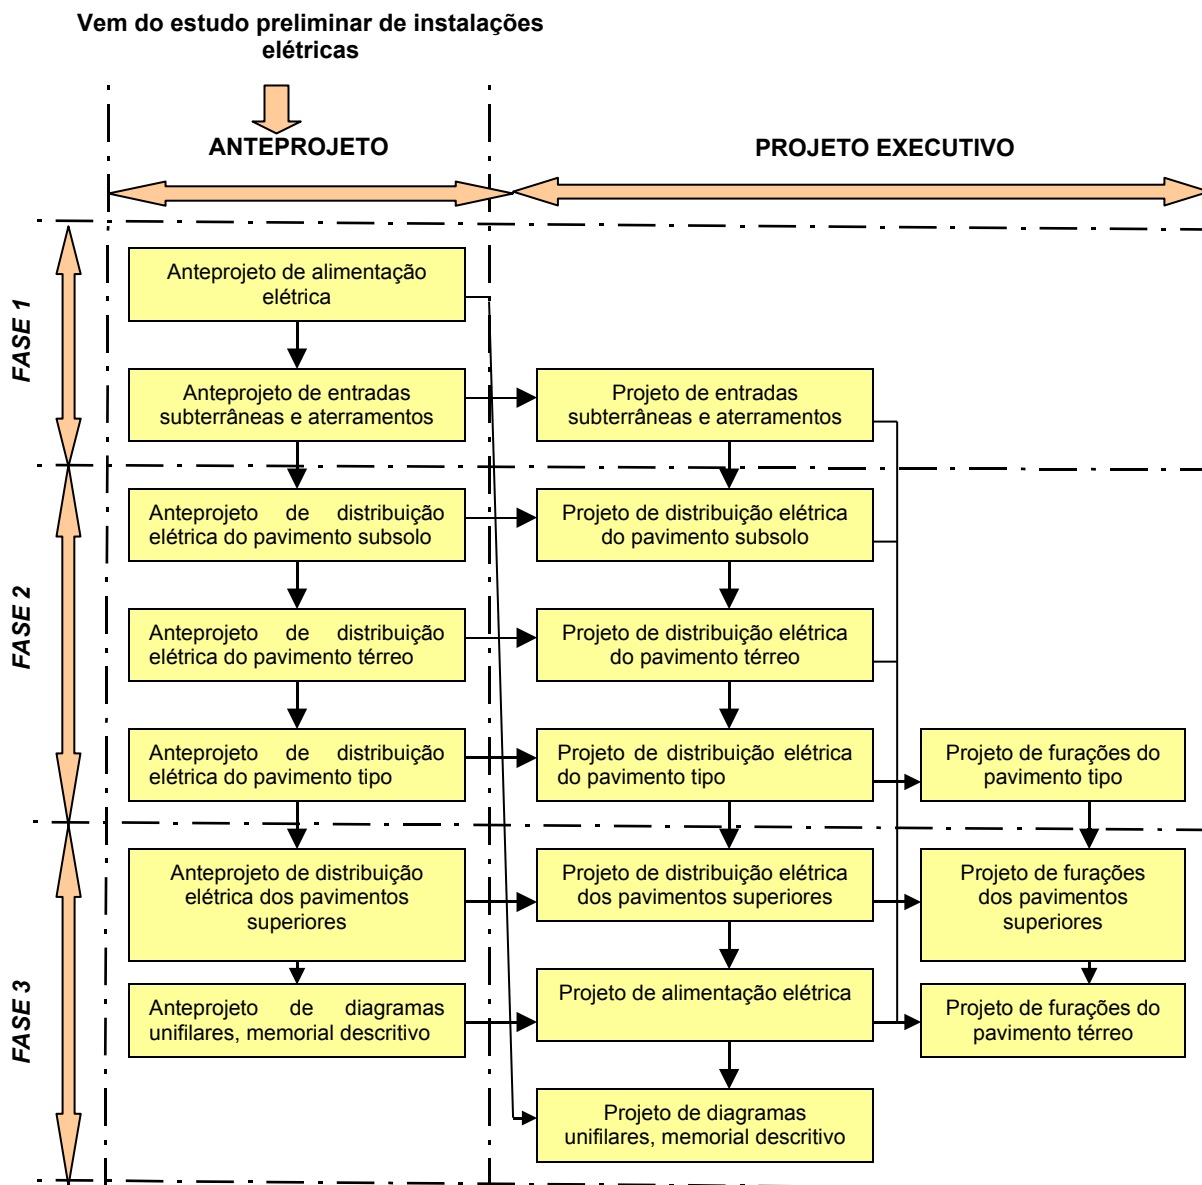 Vem do estudo preliminar de instalações
elétricas
ANTEPROJETO
PROJETO EXECUTIVO
FASE 1
Anteprojeto de alimentação
elétrica
Anteprojeto de entradas
subterrâneas e aterramentos
Projeto de entradas
subterrâneas e aterramentos
FASE 2
Anteprojeto de distribuição
elétrica do pavimento subsolo
Projeto de distribuição elétrica
do pavimento subsolo
Anteprojeto de distribuição
elétrica do pavimento térreo
Projeto de distribuição elétrica
do pavimento térreo
Anteprojeto de distribuição
elétrica do pavimento tipo
Projeto de distribuição elétrica
do pavimento tipo
Projeto de furações do
pavimento tipo
FASE 3
Anteprojeto de distribuição
elétrica dos pavimentos
superiores
Projeto de distribuição elétrica
dos pavimentos superiores
Projeto de furações
dos pavimentos
superiores
Anteprojeto de diagramas
unifilares, memorial descritivo
Projeto de alimentação elétrica
Projeto de furações do
pavimento térreo
Projeto de diagramas
unifilares, memorial descritivo